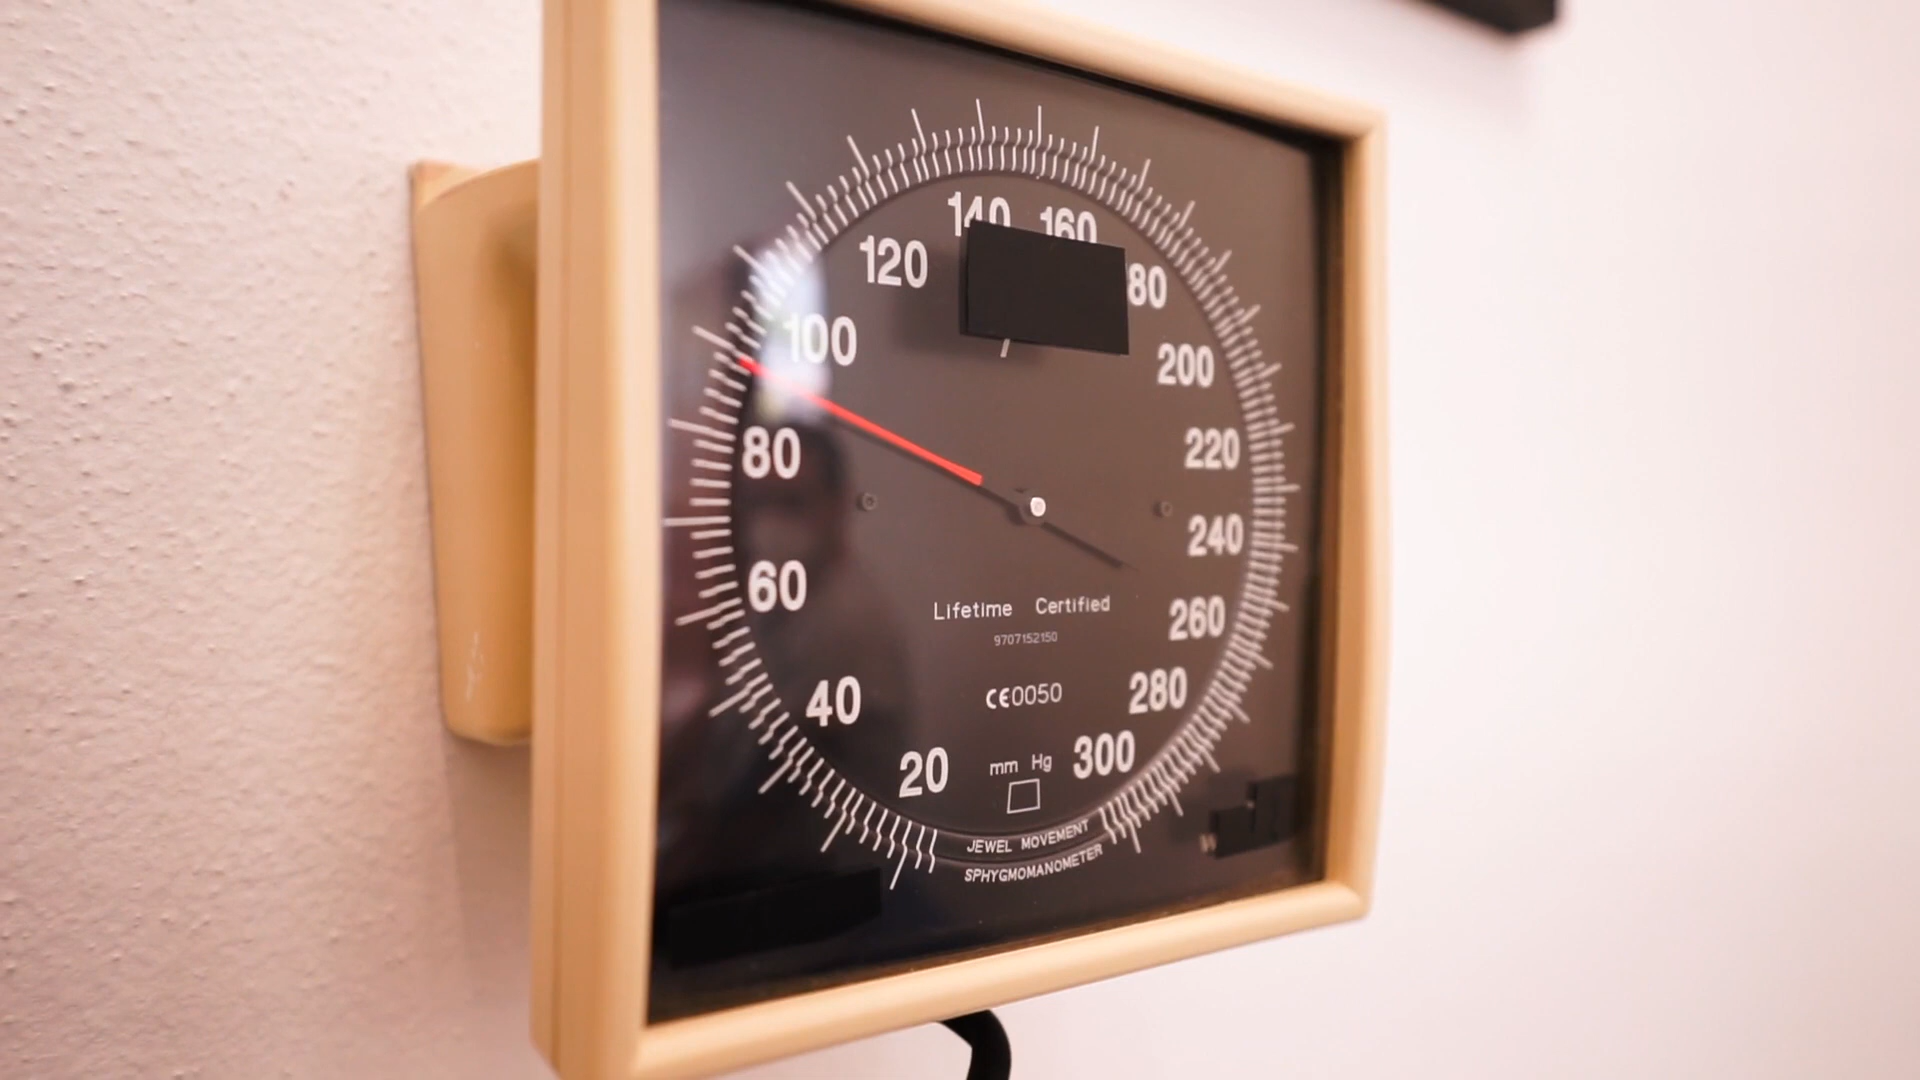 140 160
120 80
100 200
80 220
60 240
40 260
20 280
300
Lifetime Certified
9707152150
CE0050
mm Hg
JEWEL MOVEMENT
SPHYGMOMANOMETER